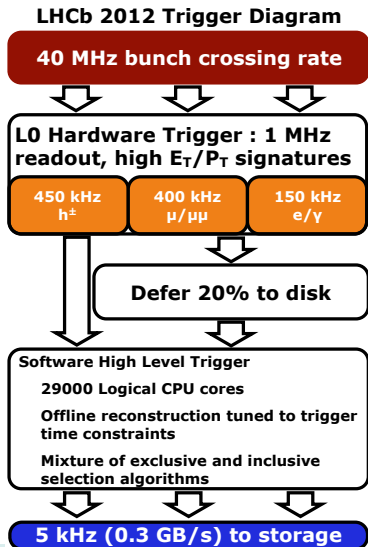 LHCb 2012 Trigger Diagram
40 MHz bunch crossing rate
L0 Hardware Trigger : 1 MHz
readout, high E_T/P_T signatures
450 kHz
h±
400 kHz
μ/μμ
150 kHz
e/γ
Defer 20% to disk
Software High Level Trigger
29000 Logical CPU cores
Offline reconstruction tuned to trigger
time constraints
Mixture of exclusive and inclusive
selection algorithms
5 kHz (0.3 GB/s) to storage